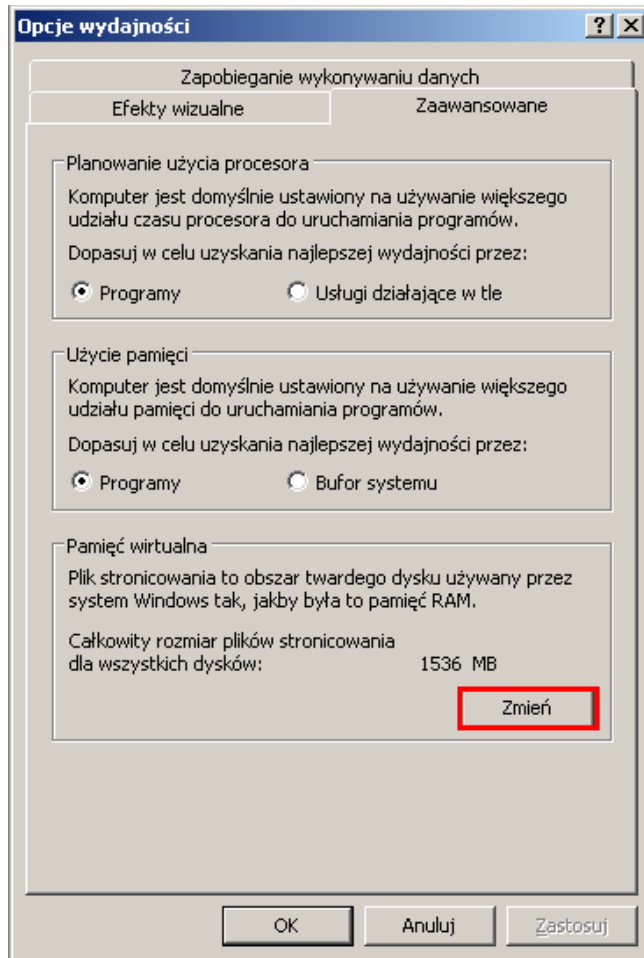 Opcje wydajności
Zapobieganie wykonywaniu danych
Efekty wizualne
Zaawansowane
Planowanie użycia procesora
Komputer jest domyślnie ustawiony na używanie większego
udziału czasu procesora do uruchamiania programów.
Dopasuj w celu uzyskania najlepszej wydajności przez:
Programy
Usługi działające w tle
Użycie pamięci
Komputer jest domyślnie ustawiony na używanie większego
udziału pamięci do uruchamiania programów.
Dopasuj w celu uzyskania najlepszej wydajności przez:
Programy
Bufor systemu
Pamięć wirtualna
Plik stronicowania to obszar twardego dysku używany przez
system Windows tak, jakby była to pamięć RAM.
Całkowity rozmiar plików stronicowania
dla wszystkich dysków: 1536 MB
Zmień
OK
Anuluj
Zastosuj